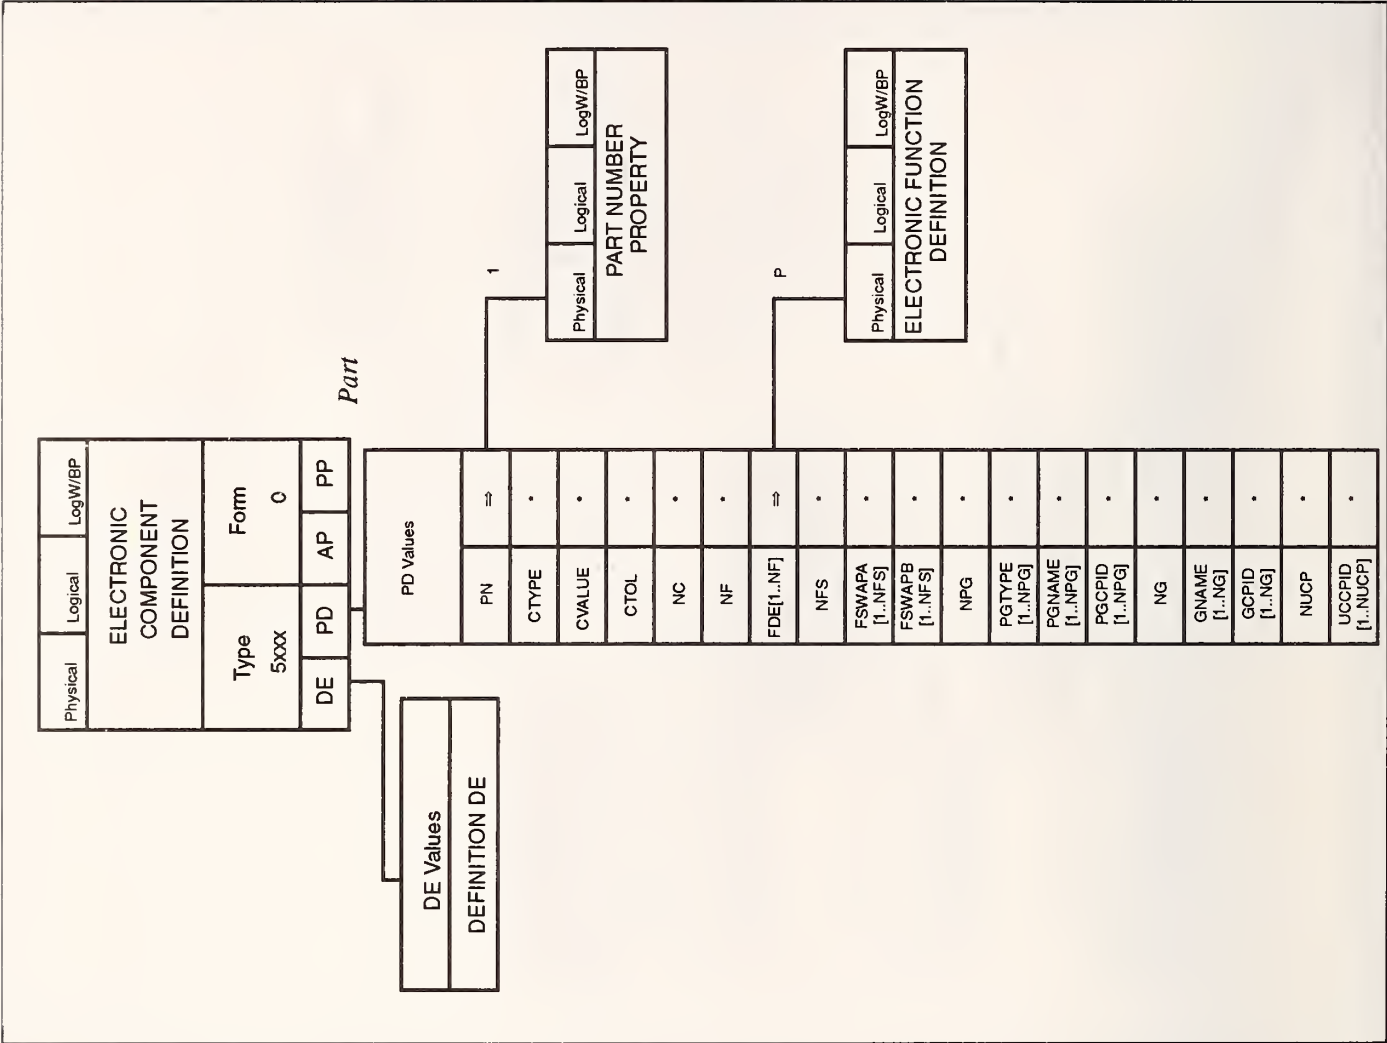 Physical
Logical
LogW/BP
ELECTRONIC
COMPONENT
DEFINITION
Type
5xxx
Form
0
DE
PD
AP
PP
Part
DE Values
DEFINITION DE
PD Values
PN
⇒
CTYPE
*
CVALUE
*
CTOL
*
NC
*
NF
*
FDE[1..NF]
⇒
NFS
*
FSWAPA
[1..NFS]
*
FSWAPB
[1..NFS]
*
NPG
*
PGTYPE
[1..NPG]
*
PGNAME
[1..NPG]
*
PGCPID
[1..NPG]
*
NG
*
GNAME
[1..NG]
*
GCPID
[1..NG]
*
NUCP
*
UCCPID
[1..NUCP]
*
1
Physical
Logical
LogW/BP
PART NUMBER
PROPERTY
P
Physical
Logical
LogW/BP
ELECTRONIC FUNCTION
DEFINITION